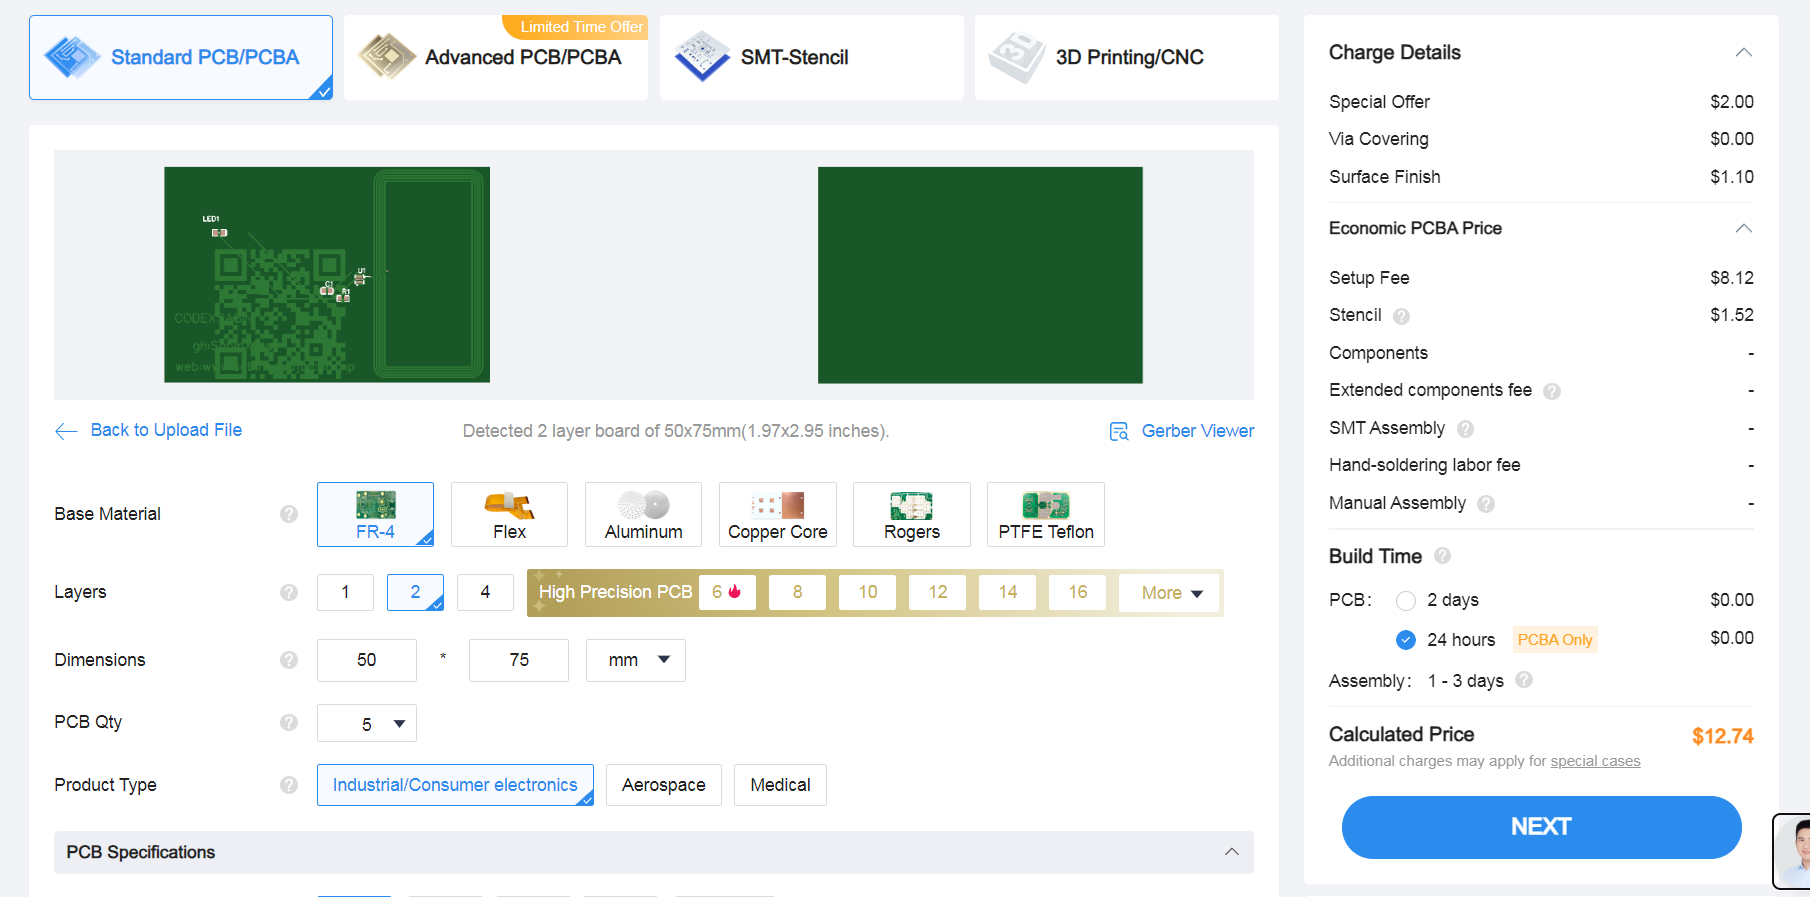 Standard PCB/PCBA
Limited Time Offer
Advanced PCB/PCBA
SMT-Stencil
3D Printing/CNC
LED1
U1
C1
R1
Back to Upload File
Detected 2 layer board of 50x75mm(1.97x2.95 inches).
Gerber Viewer
Base Material
FR-4
Flex
Aluminum
Copper Core
Rogers
PTFE Teflon
Layers
1
2
4
High Precision PCB
6
8
10
12
14
16
More
Dimensions
50
*
75
mm
PCB Qty
5
Product Type
Industrial/Consumer electronics
Aerospace
Medical
PCB Specifications
Charge Details
Special Offer $2.00
Via Covering $0.00
Surface Finish $1.10
Economic PCBA Price
Setup Fee $8.12
Stencil $1.52
Components -
Extended components fee -
SMT Assembly -
Hand-soldering labor fee -
Manual Assembly -
Build Time
PCB: 2 days $0.00
24 hours PCBA Only $0.00
Assembly: 1 - 3 days
Calculated Price $12.74
Additional charges may apply for special cases
NEXT